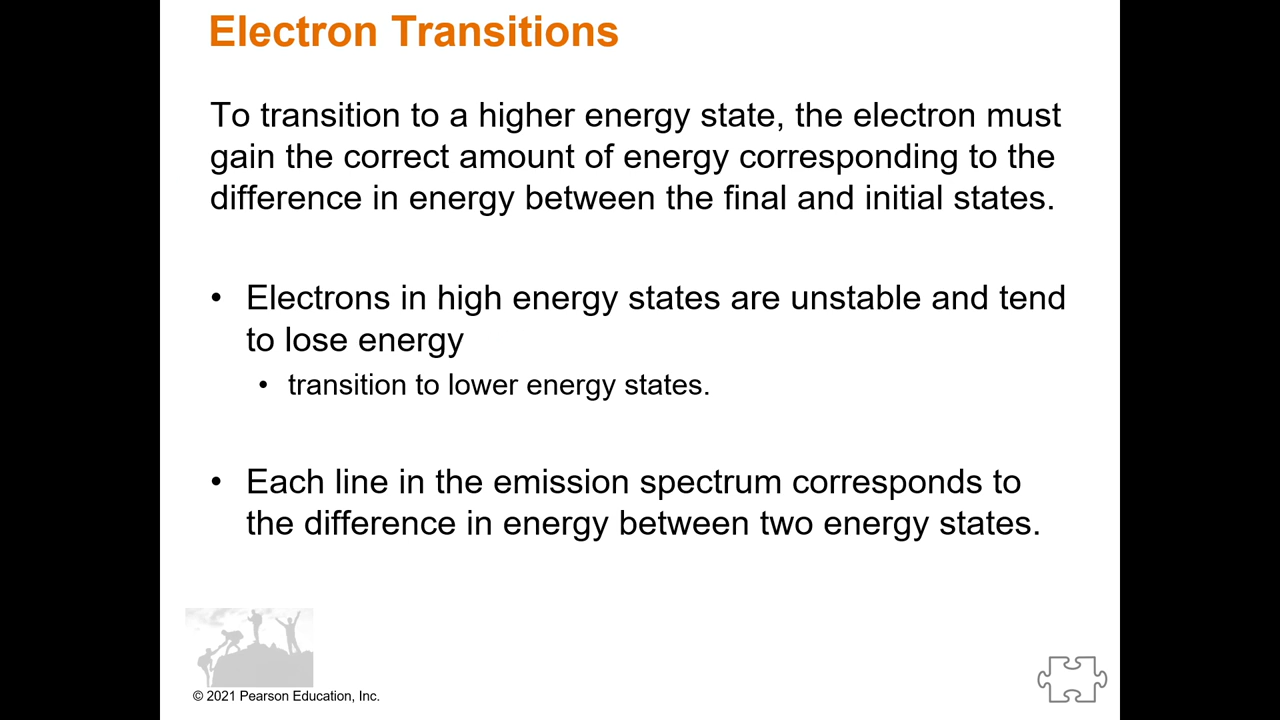 Electron Transitions
To transition to a higher energy state, the electron must
gain the correct amount of energy corresponding to the
difference in energy between the final and initial states.
• Electrons in high energy states are unstable and tend
to lose energy
• transition to lower energy states.
• Each line in the emission spectrum corresponds to
the difference in energy between two energy states.
© 2021 Pearson Education, Inc.